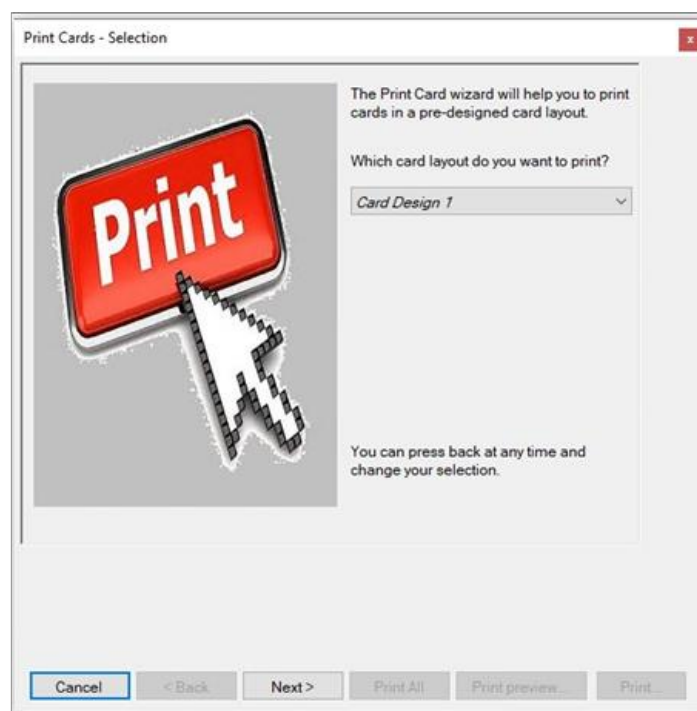 Print Cards - Selection
x
The Print Card wizard will help you to print
cards in a pre-designed card layout.
Which card layout do you want to print?
Card Design 1
Print
You can press back at any time and
change your selection.
Cancel
< Back
Next >
Print All
Print preview...
Print...